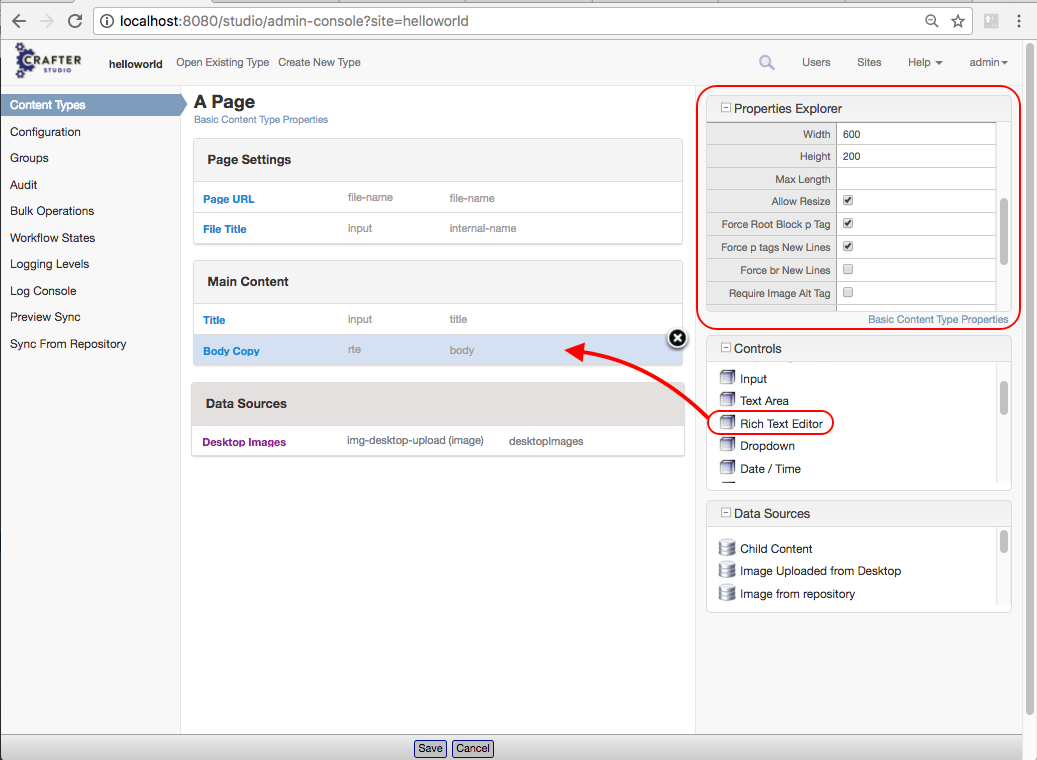 localhost:8080/studio/admin-console?site=helloworld
CRAFTER STUDIO helloworld Open Existing Type Create New Type Users Sites Help admin
Content Types
Configuration
Groups
Audit
Bulk Operations
Workflow States
Logging Levels
Log Console
Preview Sync
Sync From Repository
A Page
Basic Content Type Properties
Page Settings
Page URL file-name file-name
File Title input internal-name
Main Content
Title input title
Body Copy rte body
Data Sources
Desktop Images img-desktop-upload (image) desktopImages
Properties Explorer
Width 600
Height 200
Max Length
Allow Resize
Force Root Block p Tag
Force p tags New Lines
Force br New Lines
Require Image Alt Tag
Basic Content Type Properties
Controls
Input
Text Area
Rich Text Editor
Dropdown
Date / Time
Data Sources
Child Content
Image Uploaded from Desktop
Image from repository
Save Cancel